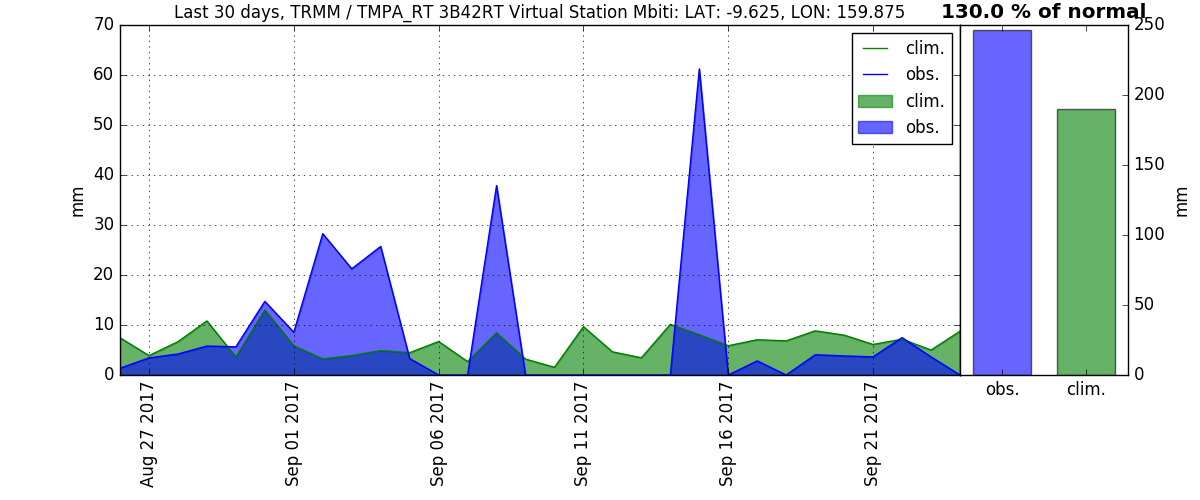 Last 30 days, TRMM / TMPA_RT 3B42RT Virtual Station Mbiti: LAT: -9.625, LON: 159.875
130.0 % of normal
70
60
50
40
30
20
10
0
mm
clim.
obs.
clim.
obs.
Aug 27 2017
Sep 01 2017
Sep 06 2017
Sep 11 2017
Sep 16 2017
Sep 21 2017
250
200
150
100
50
0
mm
obs.
clim.